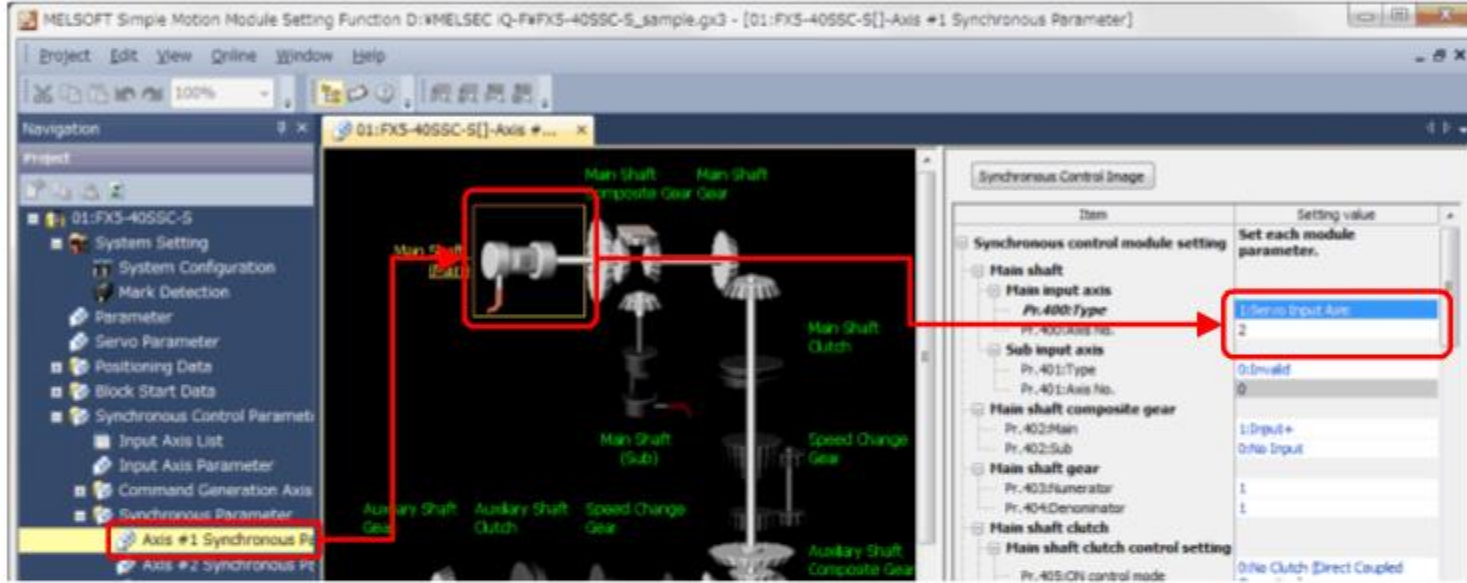 MELSOFT Simple Motion Module Setting Function D:¥MELSEC iQ-F¥FX5-40SSC-S_sample.gx3 - [01:FX5-40SSC-S[]-Axis #1 Synchronous Parameter]
Project Edit View Online Window Help
100%
Navigation
01:FX5-40SSC-S[]-Axis #...
Project
01:FX5-40SSC-S
System Setting
System Configuration
Mark Detection
Parameter
Servo Parameter
Positioning Data
Block Start Data
Synchronous Control Paramet
Input Axis List
Input Axis Parameter
Command Generation Axis
Synchronous Parameter
Axis #1 Synchronous Pa
Axis #2 Synchronous Pa
Main Shaft
Composite Gear
Main Shaft
Gear
Main Shaft
(Main)
Main Shaft
Clutch
Main Shaft
(Sub)
Speed Change
Gear
Auxiliary Shaft
Gear
Auxiliary Shaft
Clutch
Speed Change
Gear
Auxiliary Shaft
Composite Gear
Synchronous Control Image
Item Setting value
Synchronous control module setting Set each module parameter.
Main shaft
Main input axis
Pr.400:Type 1:Servo Input Axis
Pr.400:Axis No. 2
Sub input axis
Pr.401:Type 0:Invalid
Pr.401:Axis No. 0
Main shaft composite gear
Pr.402:Main 1:Input+
Pr.402:Sub 0:No Input
Main shaft gear
Pr.403:Numerator 1
Pr.404:Denominator 1
Main shaft clutch
Main shaft clutch control setting
Pr.405:ON control mode 0:No Clutch (Direct Coupled